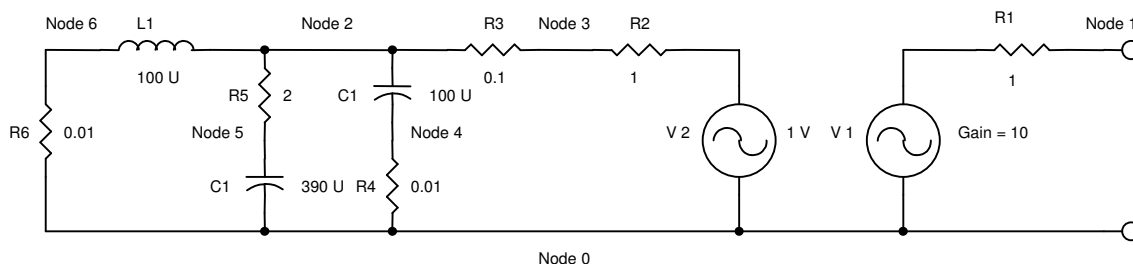 Node 6
L1
Node 2
R3
Node 3
R2
R1
Node 1
100 U
0.1
1
1
R5
2
C1
100 U
R6
0.01
Node 5
Node 4
V 2
1 V
V 1
Gain = 10
C1
390 U
R4
0.01
Node 0